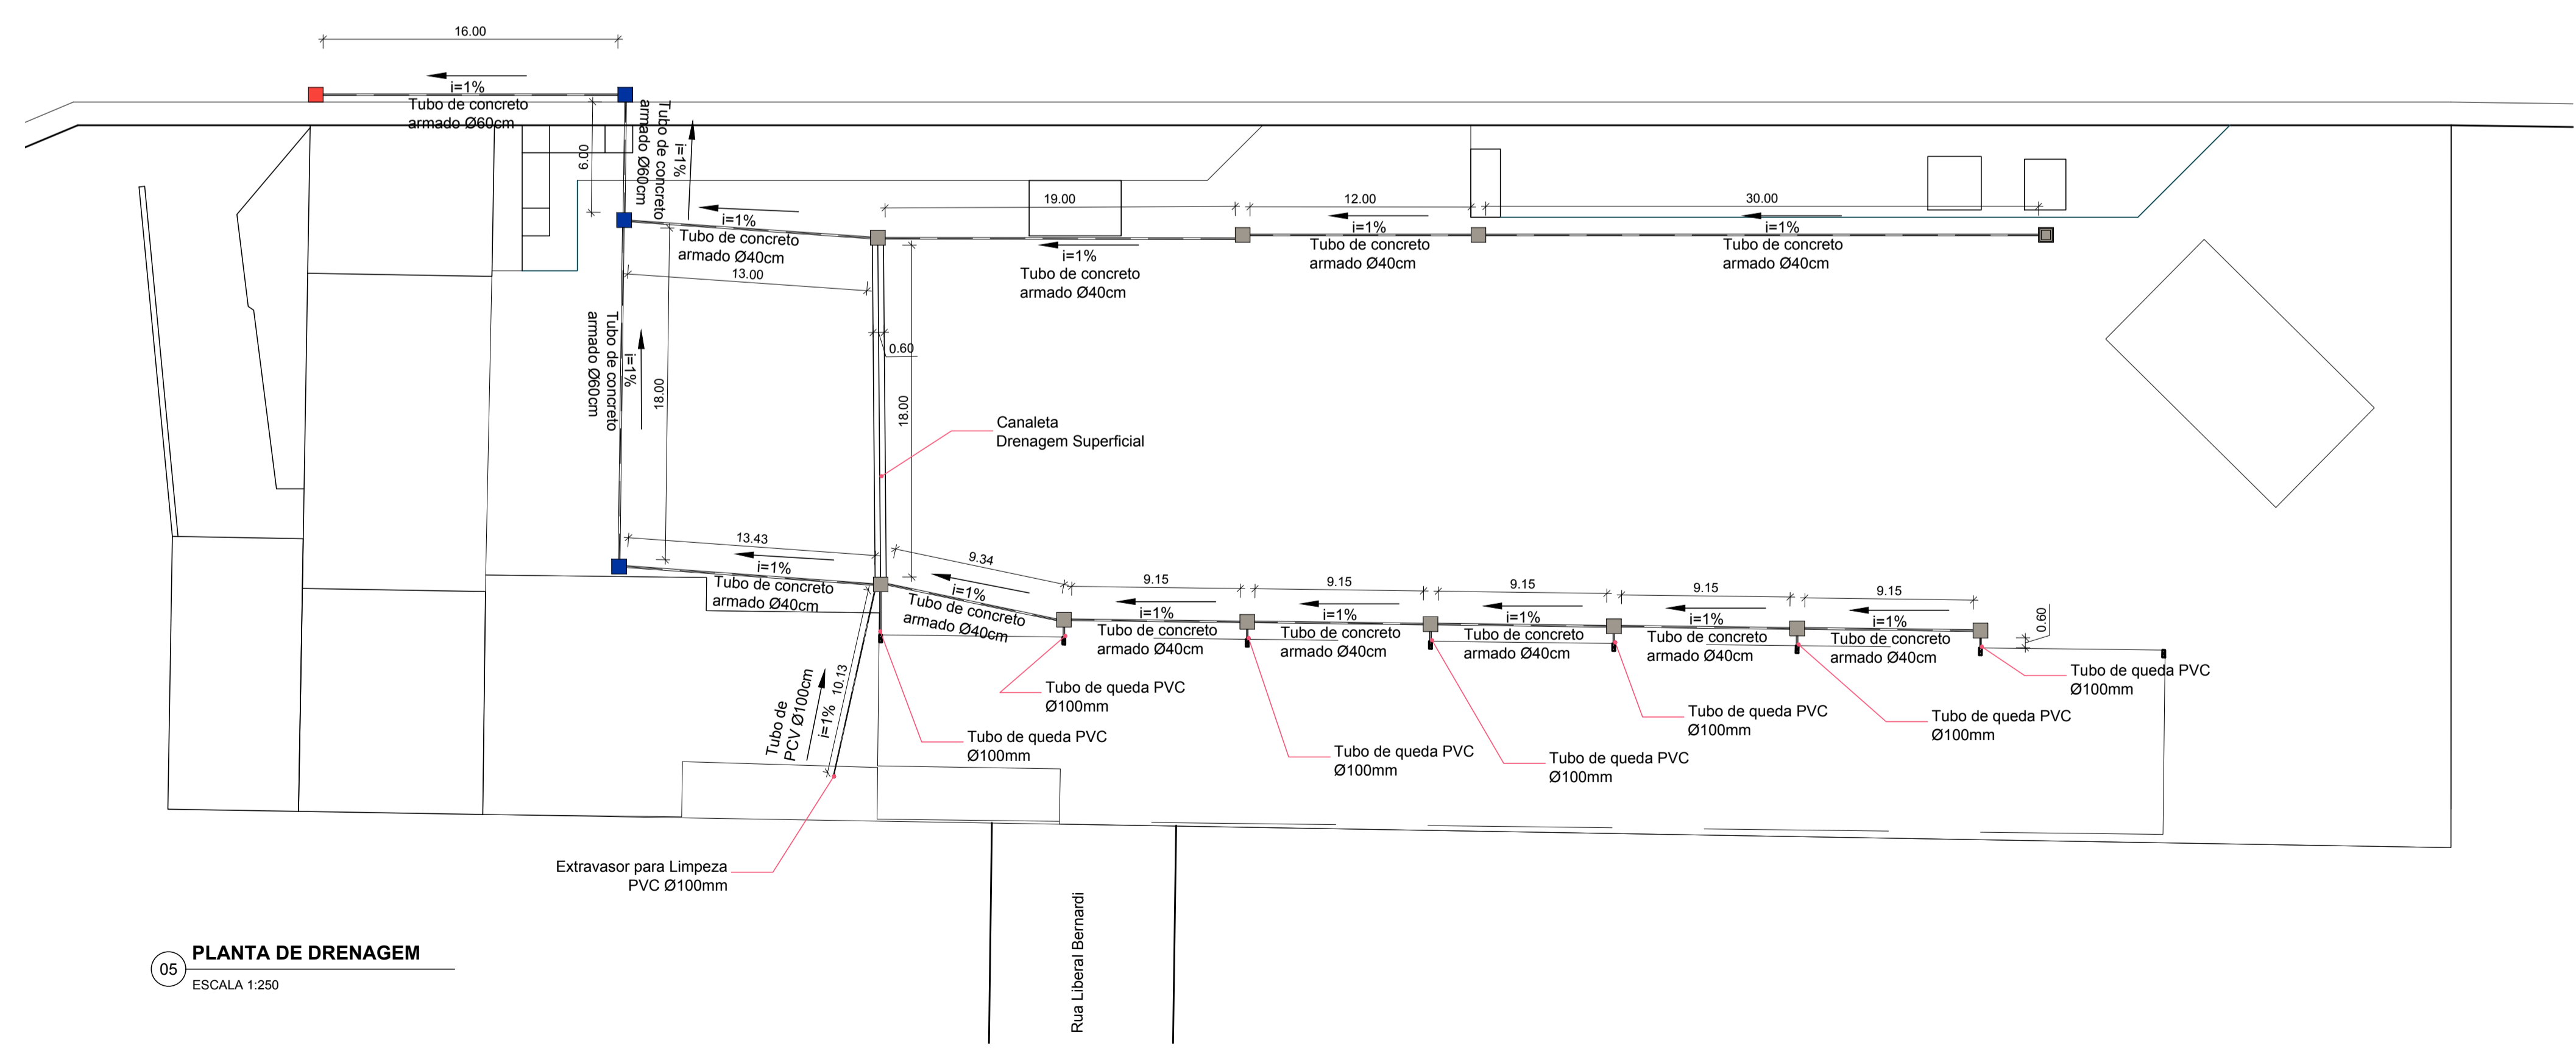 16.00
i=1%
Tubo de concreto
armado Ø60cm
Tubo de concreto
armado Ø60cm
i=1%
6.00
i=1%
Tubo de concreto
armado Ø40cm
13.00
19.00
i=1%
Tubo de concreto
armado Ø40cm
12.00
i=1%
Tubo de concreto
armado Ø40cm
30.00
i=1%
Tubo de concreto
armado Ø40cm
Tubo de concreto
armado Ø60cm
i=1%
18.00
0.60
18.00
Canaleta
Drenagem Superficial
13.43
i=1%
Tubo de concreto
armado Ø40cm
9.34
i=1%
Tubo de concreto
armado Ø40cm
9.15
i=1%
Tubo de concreto
armado Ø40cm
9.15
i=1%
Tubo de concreto
armado Ø40cm
9.15
i=1%
Tubo de concreto
armado Ø40cm
9.15
i=1%
Tubo de concreto
armado Ø40cm
9.15
i=1%
Tubo de concreto
armado Ø40cm
0.60
Tubo de
PCV Ø100cm
i=1%
10.13
Tubo de queda PVC
Ø100mm
Tubo de queda PVC
Ø100mm
Tubo de queda PVC
Ø100mm
Tubo de queda PVC
Ø100mm
Tubo de queda PVC
Ø100mm
Tubo de queda PVC
Ø100mm
Tubo de queda PVC
Ø100mm
Extravasor para Limpeza
PVC Ø100mm
Rua Liberal Bernardi
05
PLANTA DE DRENAGEM
ESCALA 1:250